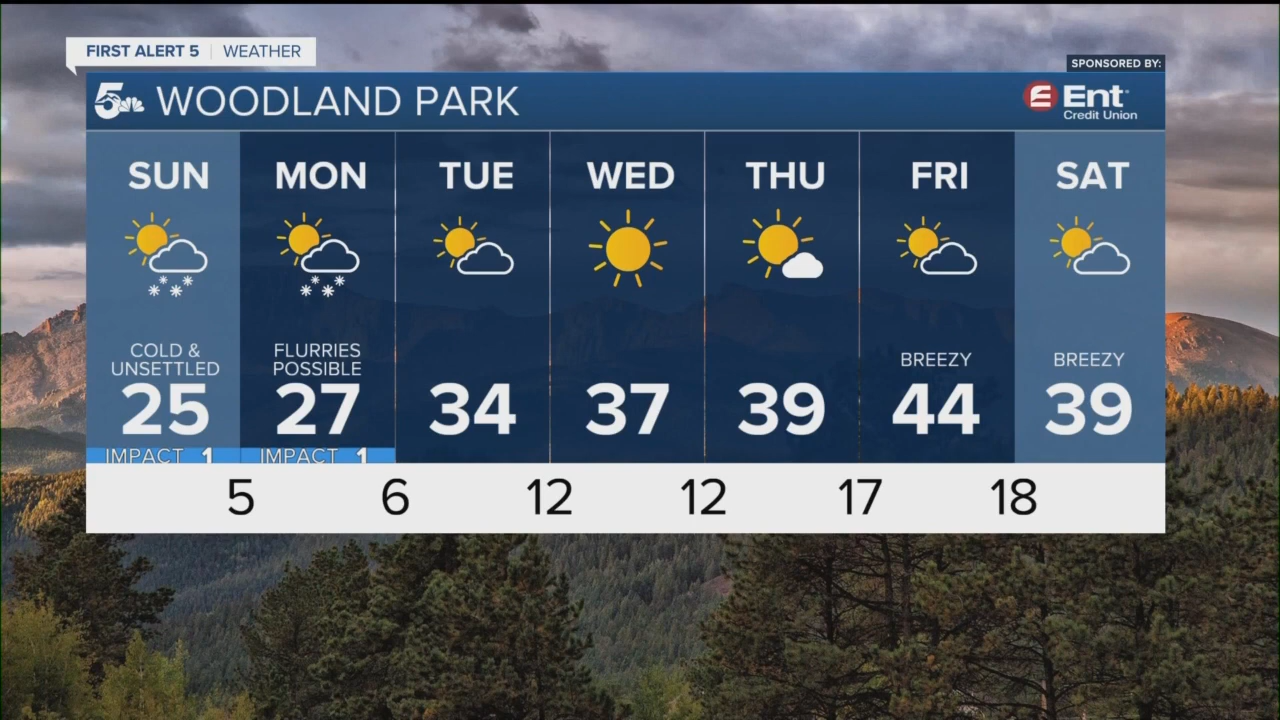 FIRST ALERT 5 | WEATHER
SPONSORED BY:
5 WOODLAND PARK
Ent
Credit Union
SUN MON TUE WED THU FRI SAT
COLD & UNSETTLED
FLURRIES POSSIBLE
BREEZY BREEZY
25 27 34 37 39 44 39
IMPACT 1 IMPACT 1
5 6 12 12 17 18